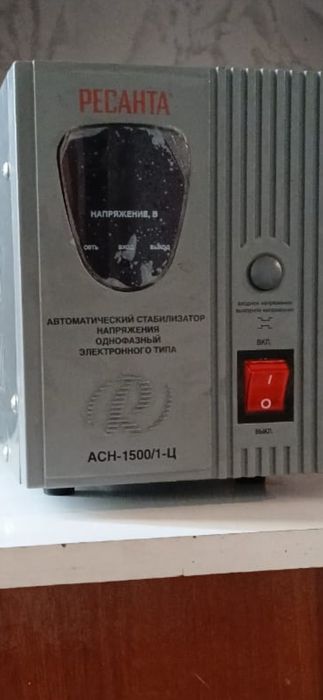 РЕСАНТА
НАПРЯЖЕНИЕ, В
СЕТЬ ВХОД ВЫХОД
входное напряжение
выходное напряжение
АВТОМАТИЧЕСКИЙ СТАБИЛИЗАТОР
НАПРЯЖЕНИЯ
ОДНОФАЗНЫЙ
ЭЛЕКТРОННОГО ТИПА
ВКЛ.
I
O
ВЫКЛ.
АСН-1500/1-Ц